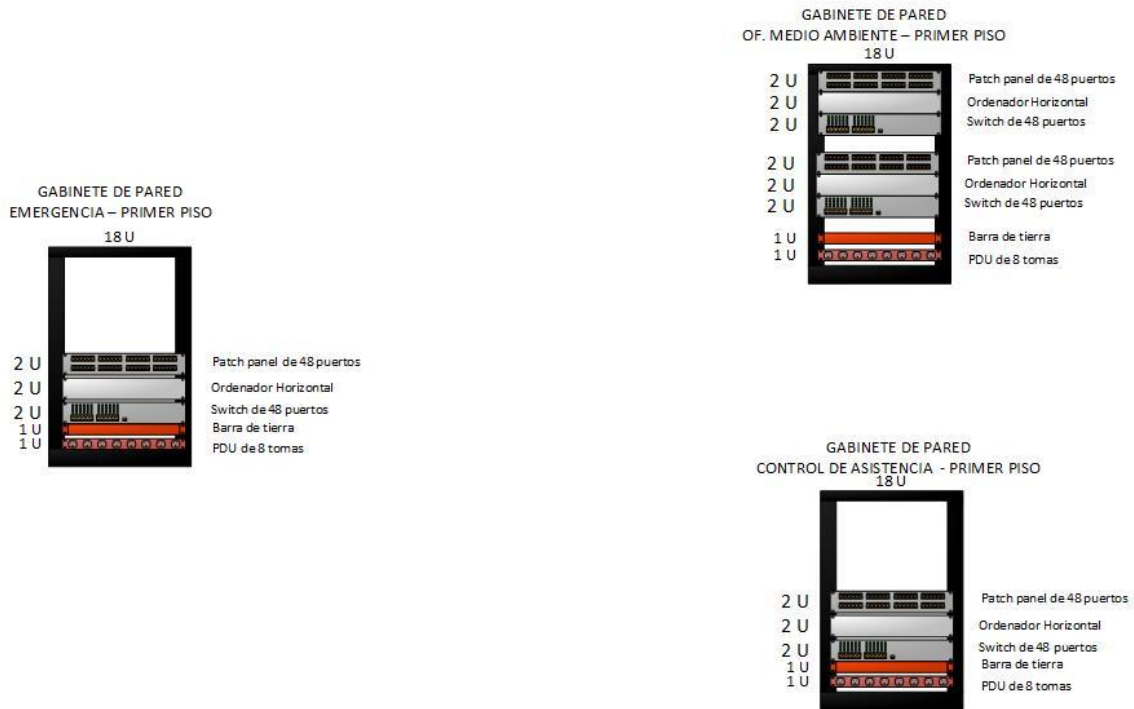 GABINETE DE PARED
OF. MEDIO AMBIENTE – PRIMER PISO
18 U
2 U Patch panel de 48 puertos
2 U Ordenador Horizontal
2 U Switch de 48 puertos
2 U Patch panel de 48 puertos
2 U Ordenador Horizontal
2 U Switch de 48 puertos
1 U Barra de tierra
1 U PDU de 8 tomas
GABINETE DE PARED
EMERGENCIA – PRIMER PISO
18 U
2 U Patch panel de 48 puertos
2 U Ordenador Horizontal
2 U Switch de 48 puertos
1 U Barra de tierra
1 U PDU de 8 tomas
GABINETE DE PARED
CONTROL DE ASISTENCIA - PRIMER PISO
18 U
2 U Patch panel de 48 puertos
2 U Ordenador Horizontal
2 U Switch de 48 puertos
1 U Barra de tierra
1 U PDU de 8 tomas